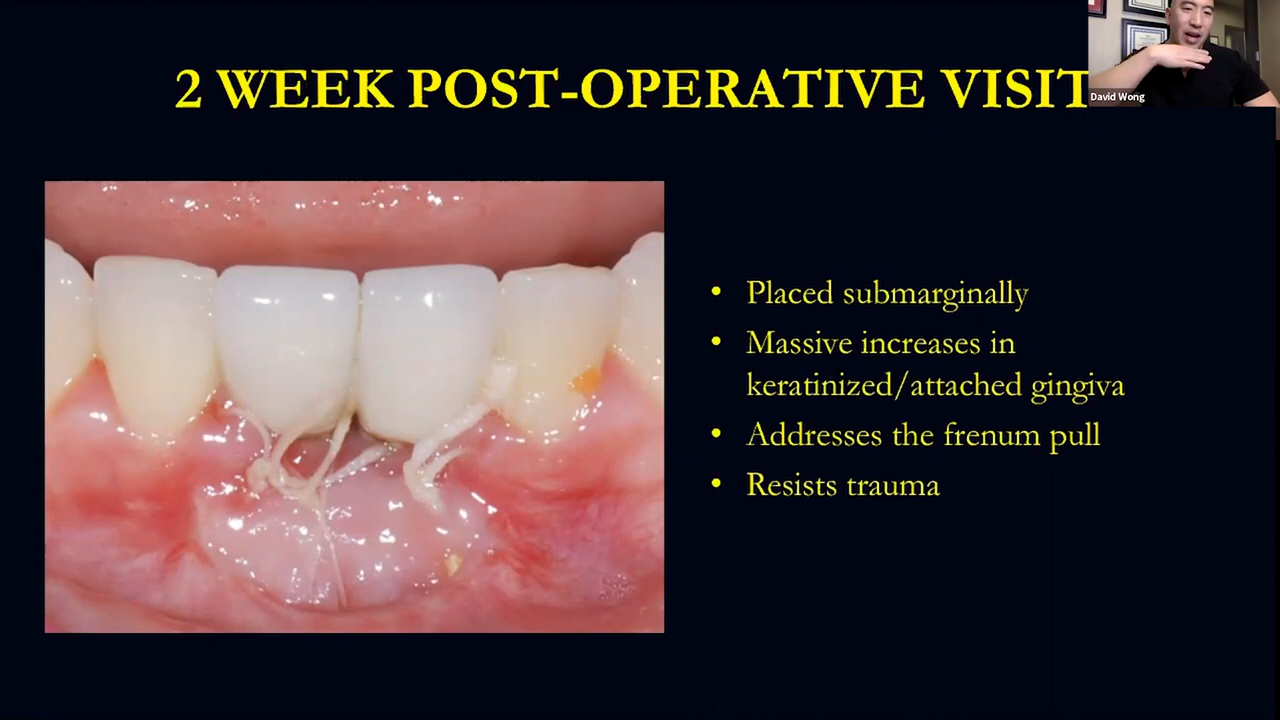 2 WEEK POST-OPERATIVE VISIT
David Wong
• Placed submarginally
• Massive increases in
keratinized/attached gingiva
• Addresses the frenum pull
• Resists trauma